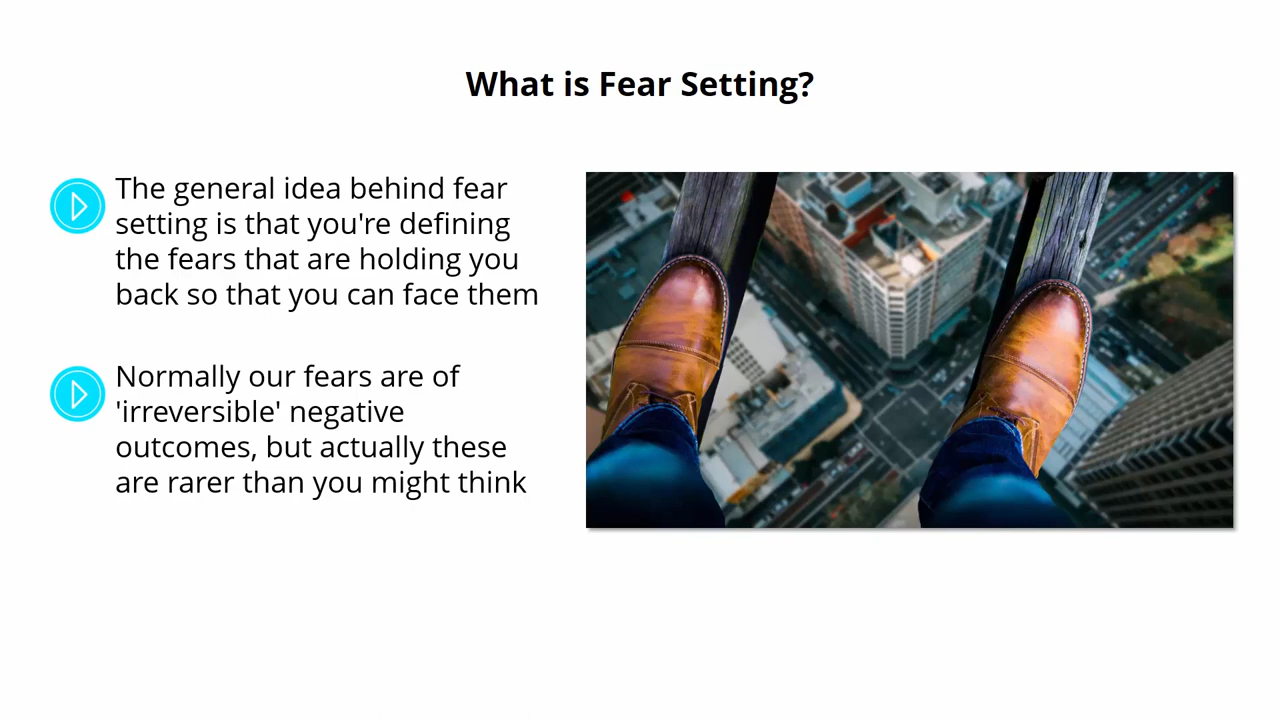 What is Fear Setting?
The general idea behind fear
setting is that you're defining
the fears that are holding you
back so that you can face them
Normally our fears are of
'irreversible' negative
outcomes, but actually these
are rarer than you might think